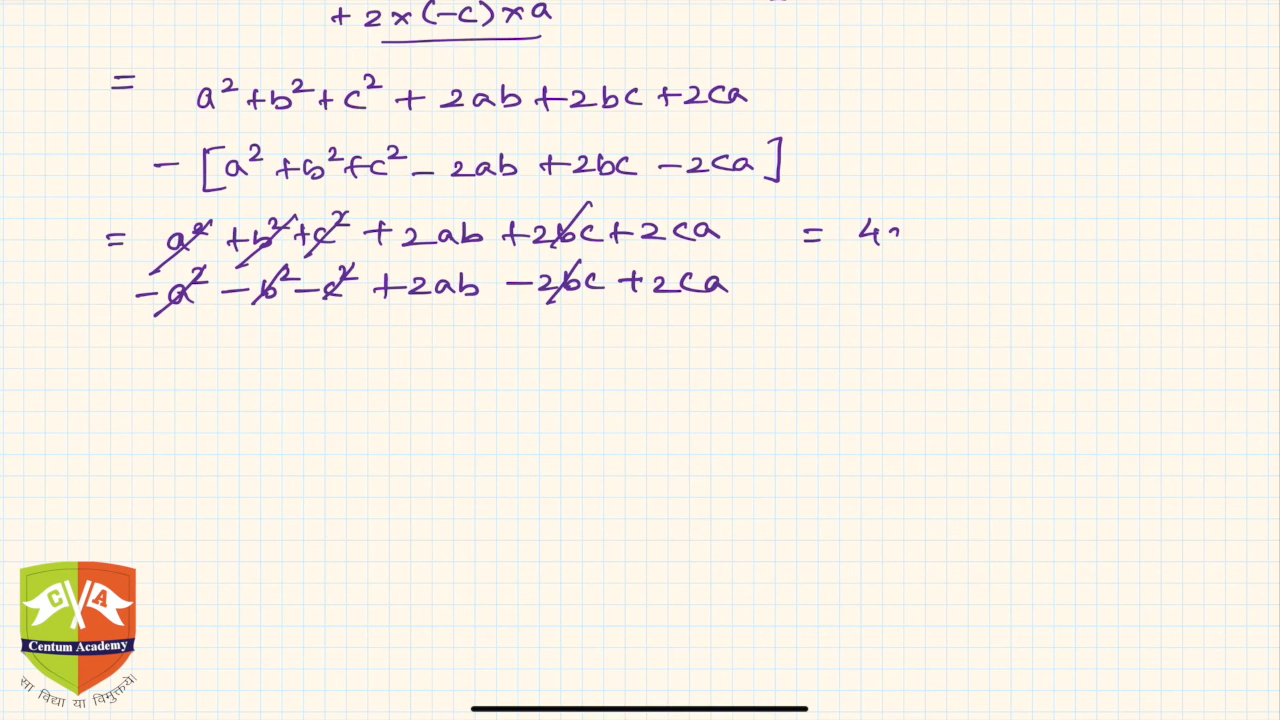 + 2 × (-c) × a
= a² + b² + c² + 2ab + 2bc + 2ca
- [a² + b² + c² - 2ab + 2bc - 2ca]
= a² + b² + c² + 2ab + 2bc + 2ca = 4
- a² - b² - c² + 2ab - 2bc + 2ca
C A
Centum Academy
सा विद्या या विमुक्तये